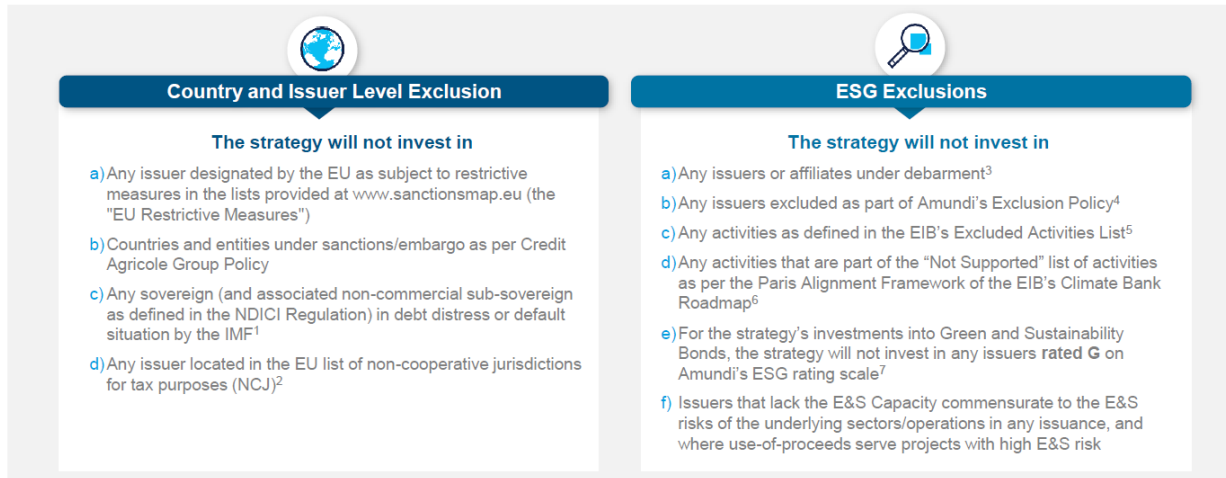 Country and Issuer Level Exclusion
The strategy will not invest in
a) Any issuer designated by the EU as subject to restrictive
measures in the lists provided at www.sanctionsmap.eu (the
"EU Restrictive Measures")
b) Countries and entities under sanctions/embargo as per Credit
Agricole Group Policy
c) Any sovereign (and associated non-commercial sub-sovereign
as defined in the NDICI Regulation) in debt distress or default
situation by the IMF¹
d) Any issuer located in the EU list of non-cooperative jurisdictions
for tax purposes (NCJ)²
ESG Exclusions
The strategy will not invest in
a) Any issuers or affiliates under debarment³
b) Any issuers excluded as part of Amundi's Exclusion Policy⁴
c) Any activities as defined in the EIB's Excluded Activities List⁵
d) Any activities that are part of the “Not Supported” list of activities
as per the Paris Alignment Framework of the EIB's Climate Bank
Roadmap⁶
e) For the strategy's investments into Green and Sustainability
Bonds, the strategy will not invest in any issuers rated G on
Amundi's ESG rating scale⁷
f) Issuers that lack the E&S Capacity commensurate to the E&S
risks of the underlying sectors/operations in any issuance, and
where use-of-proceeds serve projects with high E&S risk